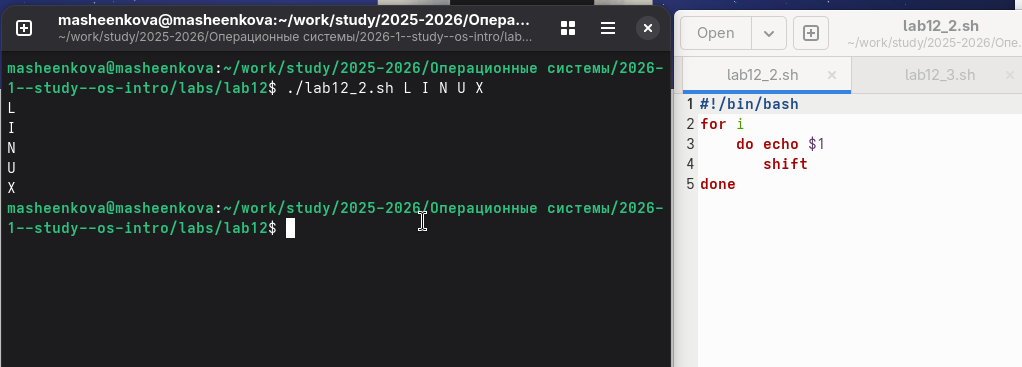 masheenkova@masheenkova:~/work/study/2025-2026/Опера...
~/work/study/2025-2026/Операционные системы/2026-1--study--os-intro/lab...
masheenkova@masheenkova:~/work/study/2025-2026/Операционные системы/2026-
1--study--os-intro/labs/lab12$ ./lab12_2.sh L I N U X
L
I
N
U
X
masheenkova@masheenkova:~/work/study/2025-2026/Операционные системы/2026-
1--study--os-intro/labs/lab12$
Open
lab12_2.sh
~/work/study/2025-2026/Опе...
lab12_2.sh × lab12_3.sh ×
1 #!/bin/bash
2 for i
3     do echo $1
4        shift
5 done